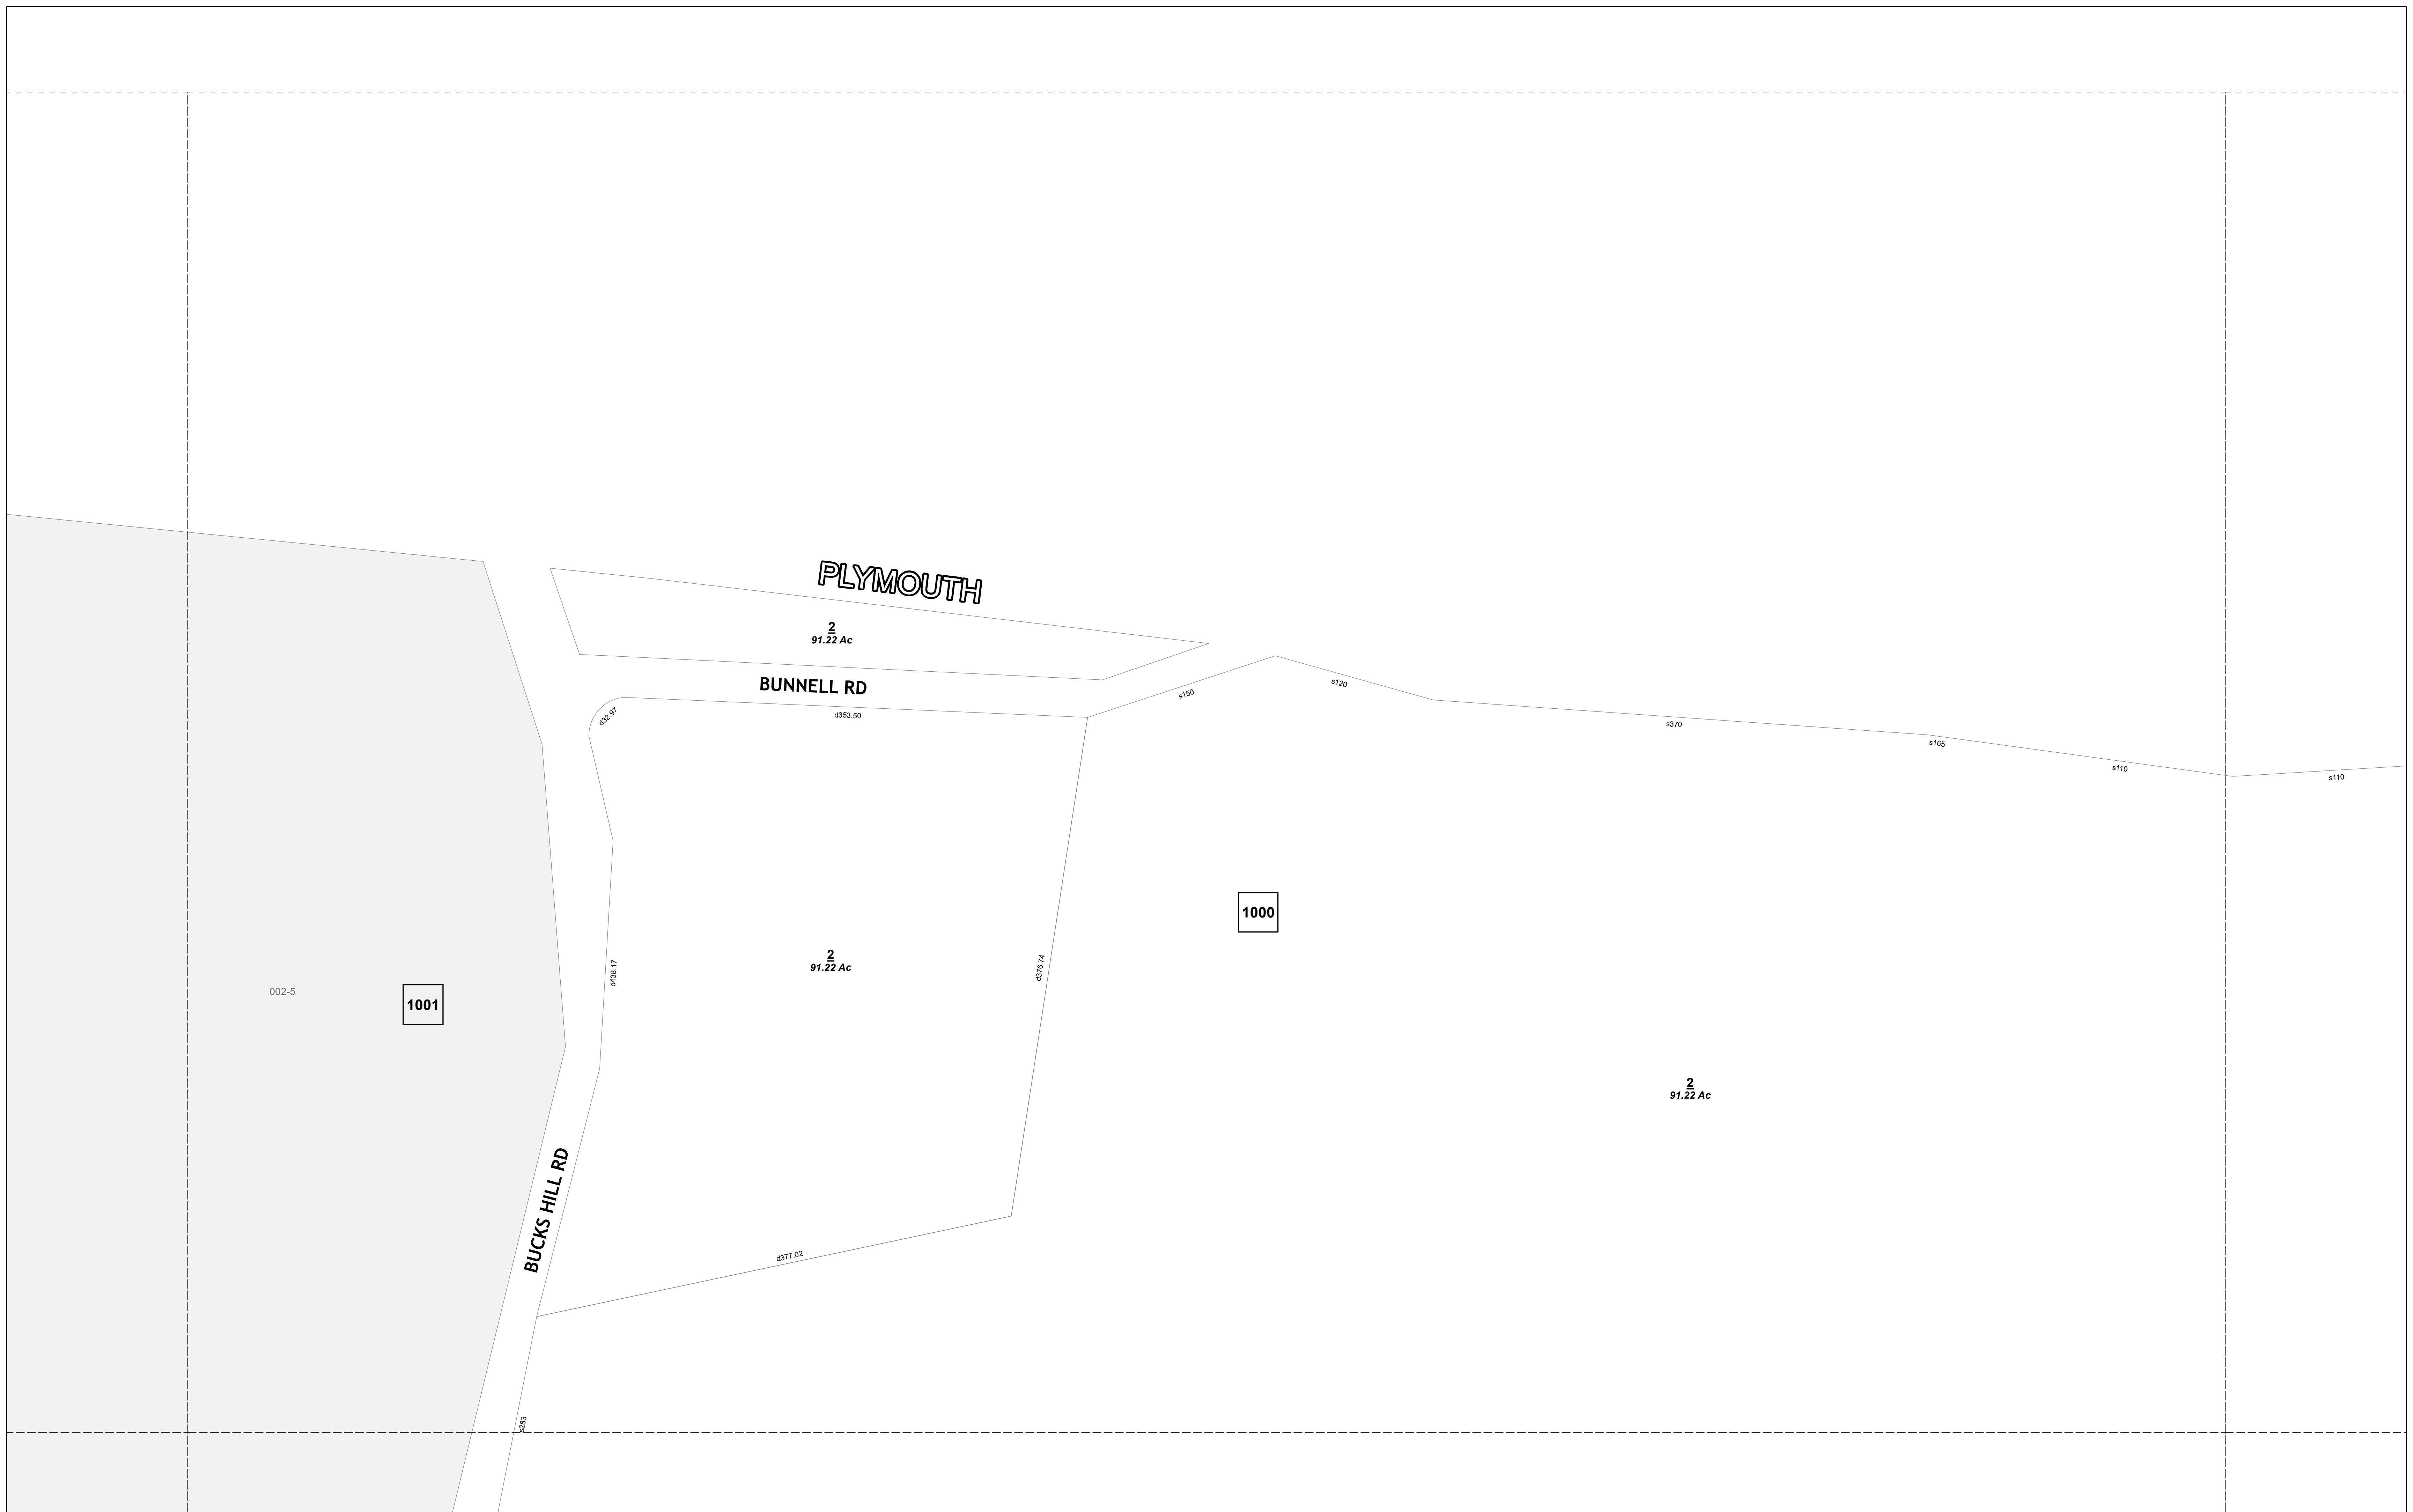 PLYMOUTH
2
91.22 Ac
BUNNELL RD
s150
s120
d32.97
d353.50
s370
s165
s110
s110
1000
2
91.22 Ac
d438.17
d376.74
002-5
1001
2
91.22 Ac
BUCKS HILL RD
d377.02
s283